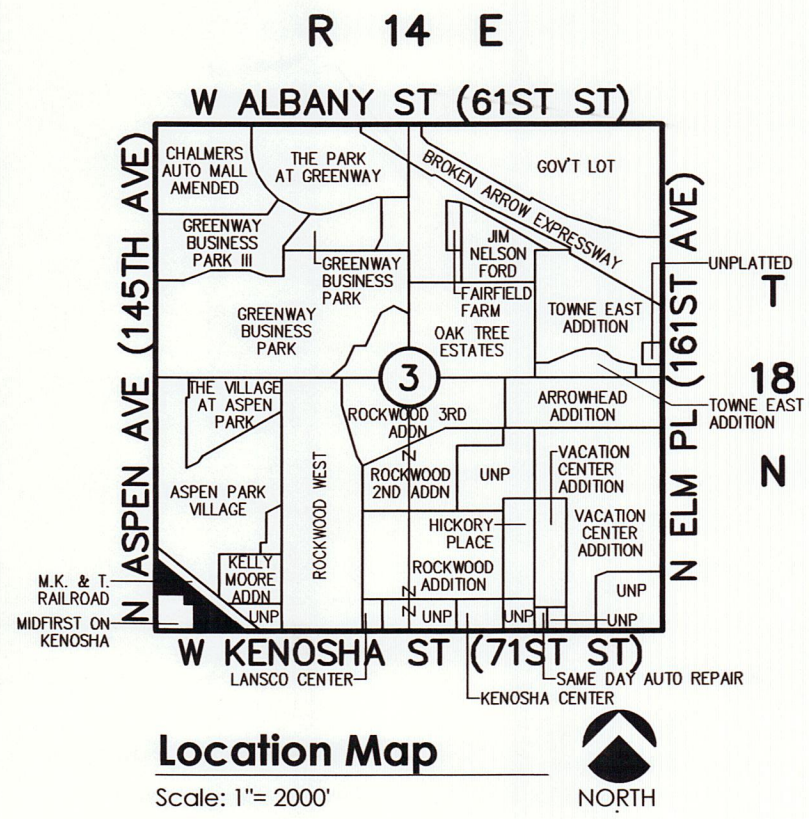 R 14 E
W ALBANY ST (61ST ST)
N ASPEN AVE (145TH AVE)
N ELM PL (161ST AVE)
T
18
N
CHALMERS
AUTO MALL
AMENDED
THE PARK
AT GREENWAY
BROKEN ARROW EXPRESSWAY
GOV'T LOT
GREENWAY
BUSINESS
PARK III
GREENWAY
BUSINESS
PARK
JIM
NELSON
FORD
UNPLATTED
FAIRFIELD
FARM
GREENWAY
BUSINESS
PARK
OAK TREE
ESTATES
TOWNE EAST
ADDITION
3
TOWNE EAST
ADDITION
THE VILLAGE
AT ASPEN
PARK
ROCKWOOD 3RD
ADDN
ARROWHEAD
ADDITION
ROCKWOOD WEST
ROCKWOOD
2ND ADDN
UNP
VACATION
CENTER
ADDITION
ASPEN PARK
VILLAGE
HICKORY
PLACE
VACATION
CENTER
ADDITION
KELLY
MOORE
ADDN
ROCKWOOD
ADDITION
M.K. & T.
RAILROAD
UNP
MIDFIRST ON
KENOSHA
UNP
UNP
UNP
UNP
W KENOSHA ST (71ST ST)
LANSCO CENTER
SAME DAY AUTO REPAIR
KENOSHA CENTER
Location Map
Scale: 1"= 2000'
NORTH